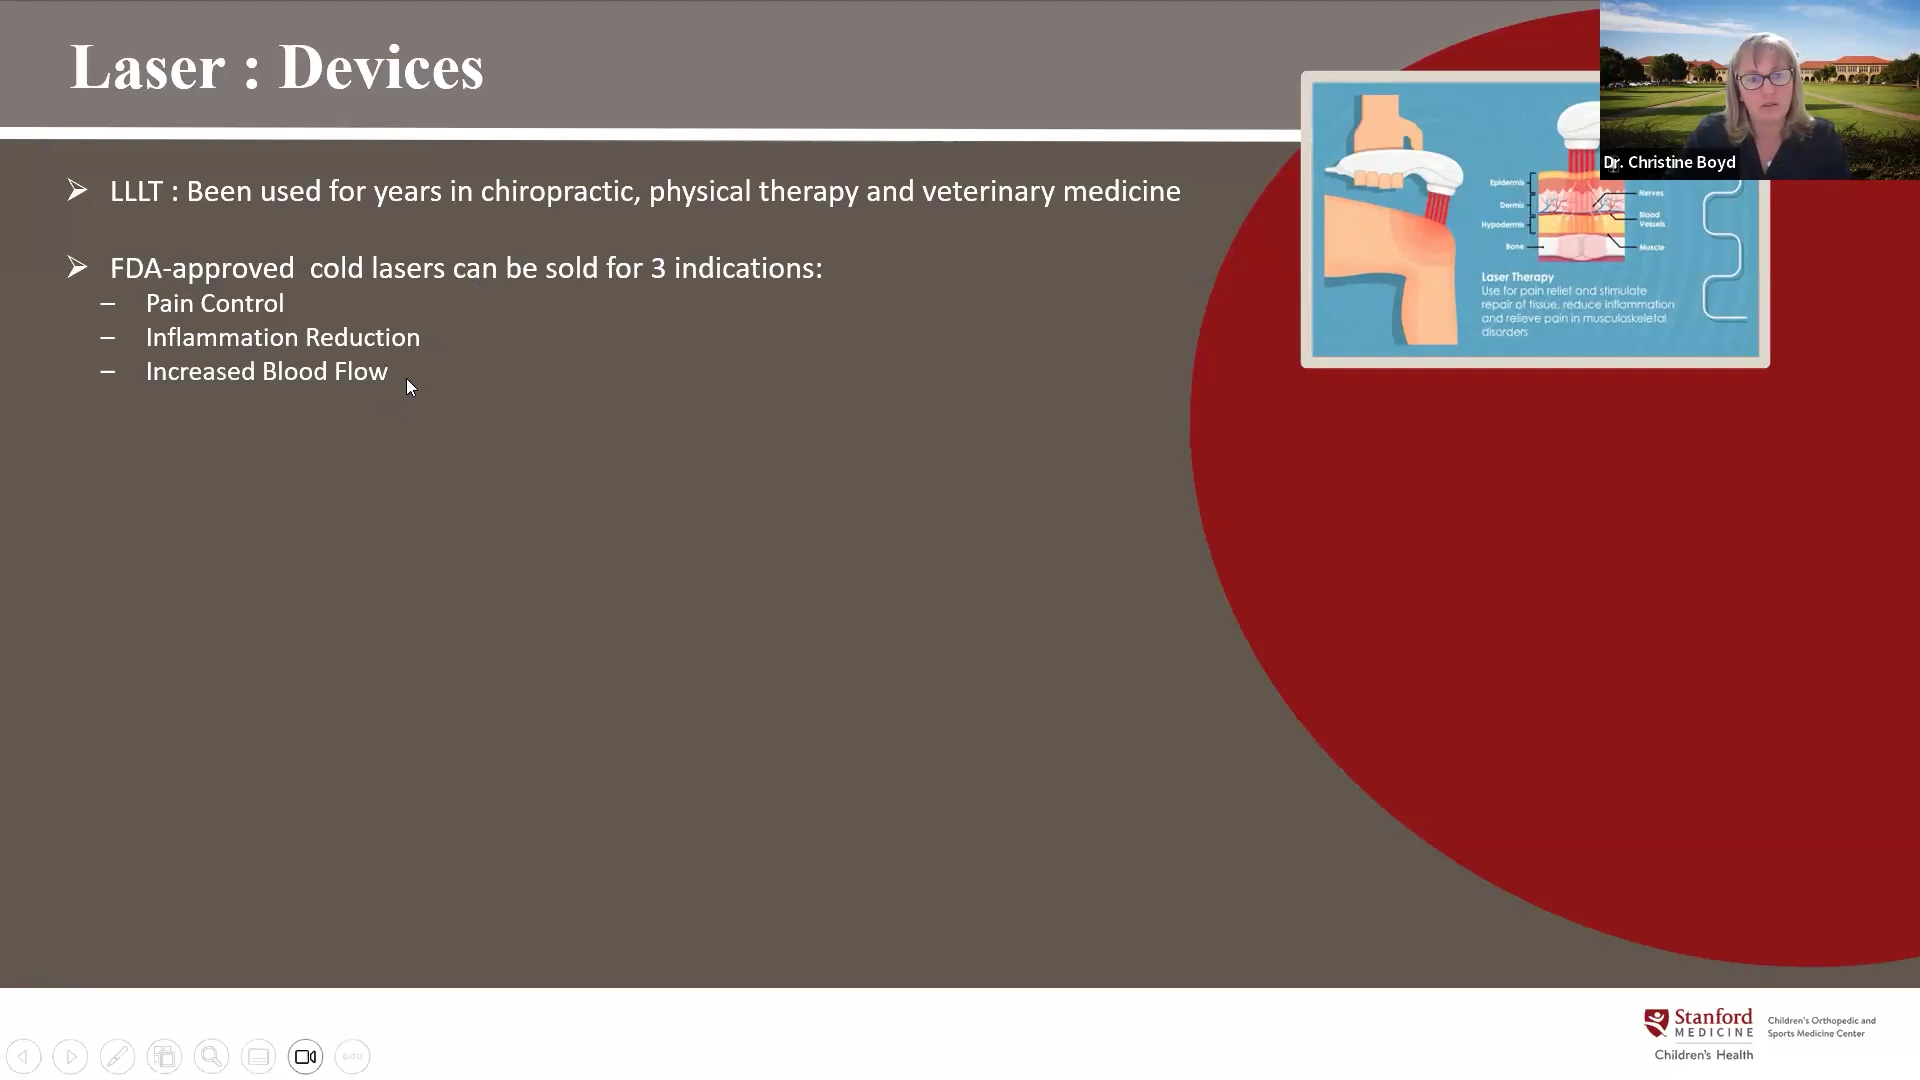 Laser : Devices
LLLT : Been used for years in chiropractic, physical therapy and veterinary medicine
FDA-approved  cold lasers can be sold for 3 indications:
– Pain Control
– Inflammation Reduction
– Increased Blood Flow
Epidermis
Dermis
Hypodermis
Bone
Nerves
Blood
Vessels
Muscle
Laser Therapy
Use for pain relief and stimulate
repair of tissue, reduce inflammation
and relieve pain in musculoskeletal
disorders
Dr. Christine Boyd
Stanford
MEDICINE
Children's Health
Children's Orthopedic and
Sports Medicine Center